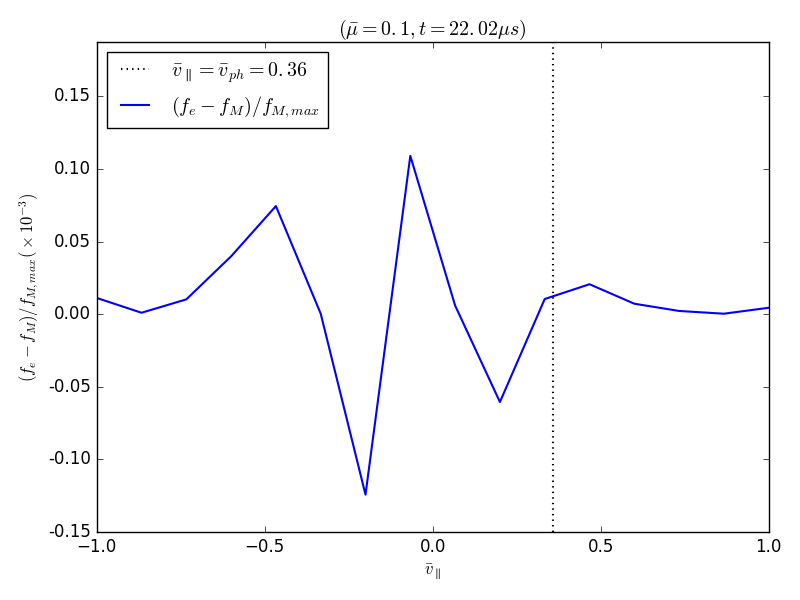 (μ̄ = 0.1, t = 22.02μs)
v̄∥ = v̄ph = 0.36
(fe − fM)/fM,max
(fe − fM)/fM,max(×10⁻³)
0.15
0.10
0.05
0.00
-0.05
-0.10
-0.15
−1.0 −0.5 0.0 0.5 1.0
v̄∥